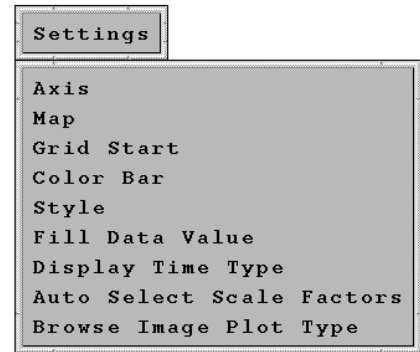 Settings
Axis
Map
Grid Start
Color Bar
Style
Fill Data Value
Display Time Type
Auto Select Scale Factors
Browse Image Plot Type